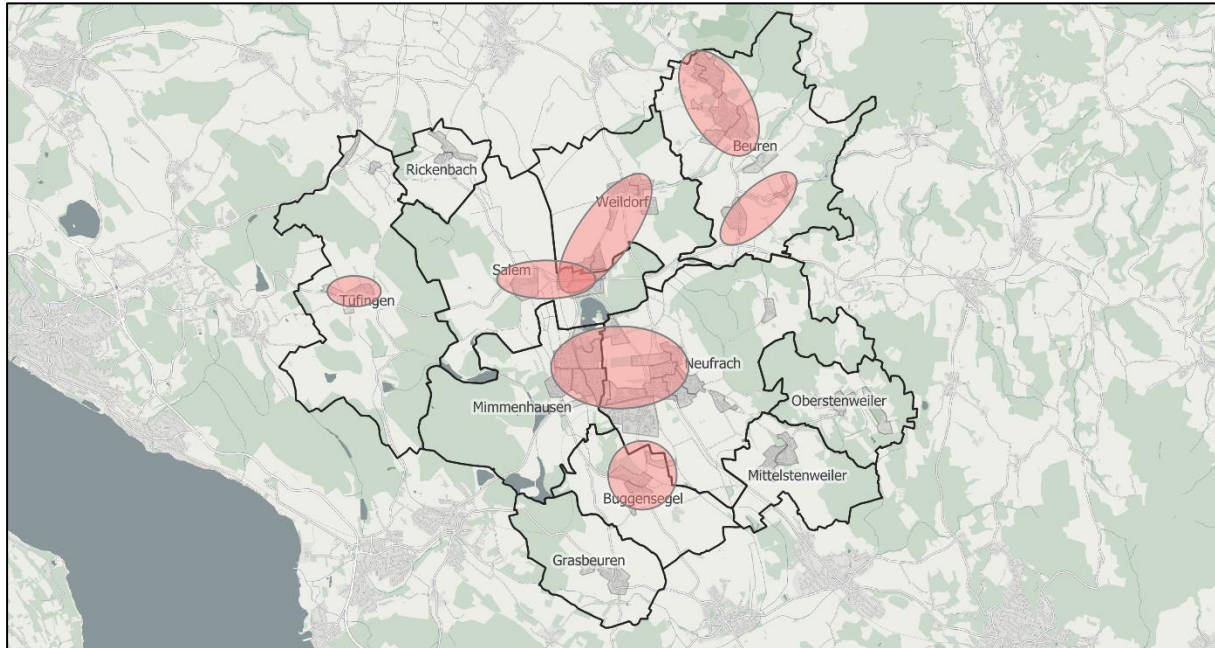 Beuren
Rickenbach
Weildorf
Salem
Tüfingen
Neufrach
Mimmenhausen
Oberstenweiler
Mittelstenweiler
Buggensegel
Grasbeuren